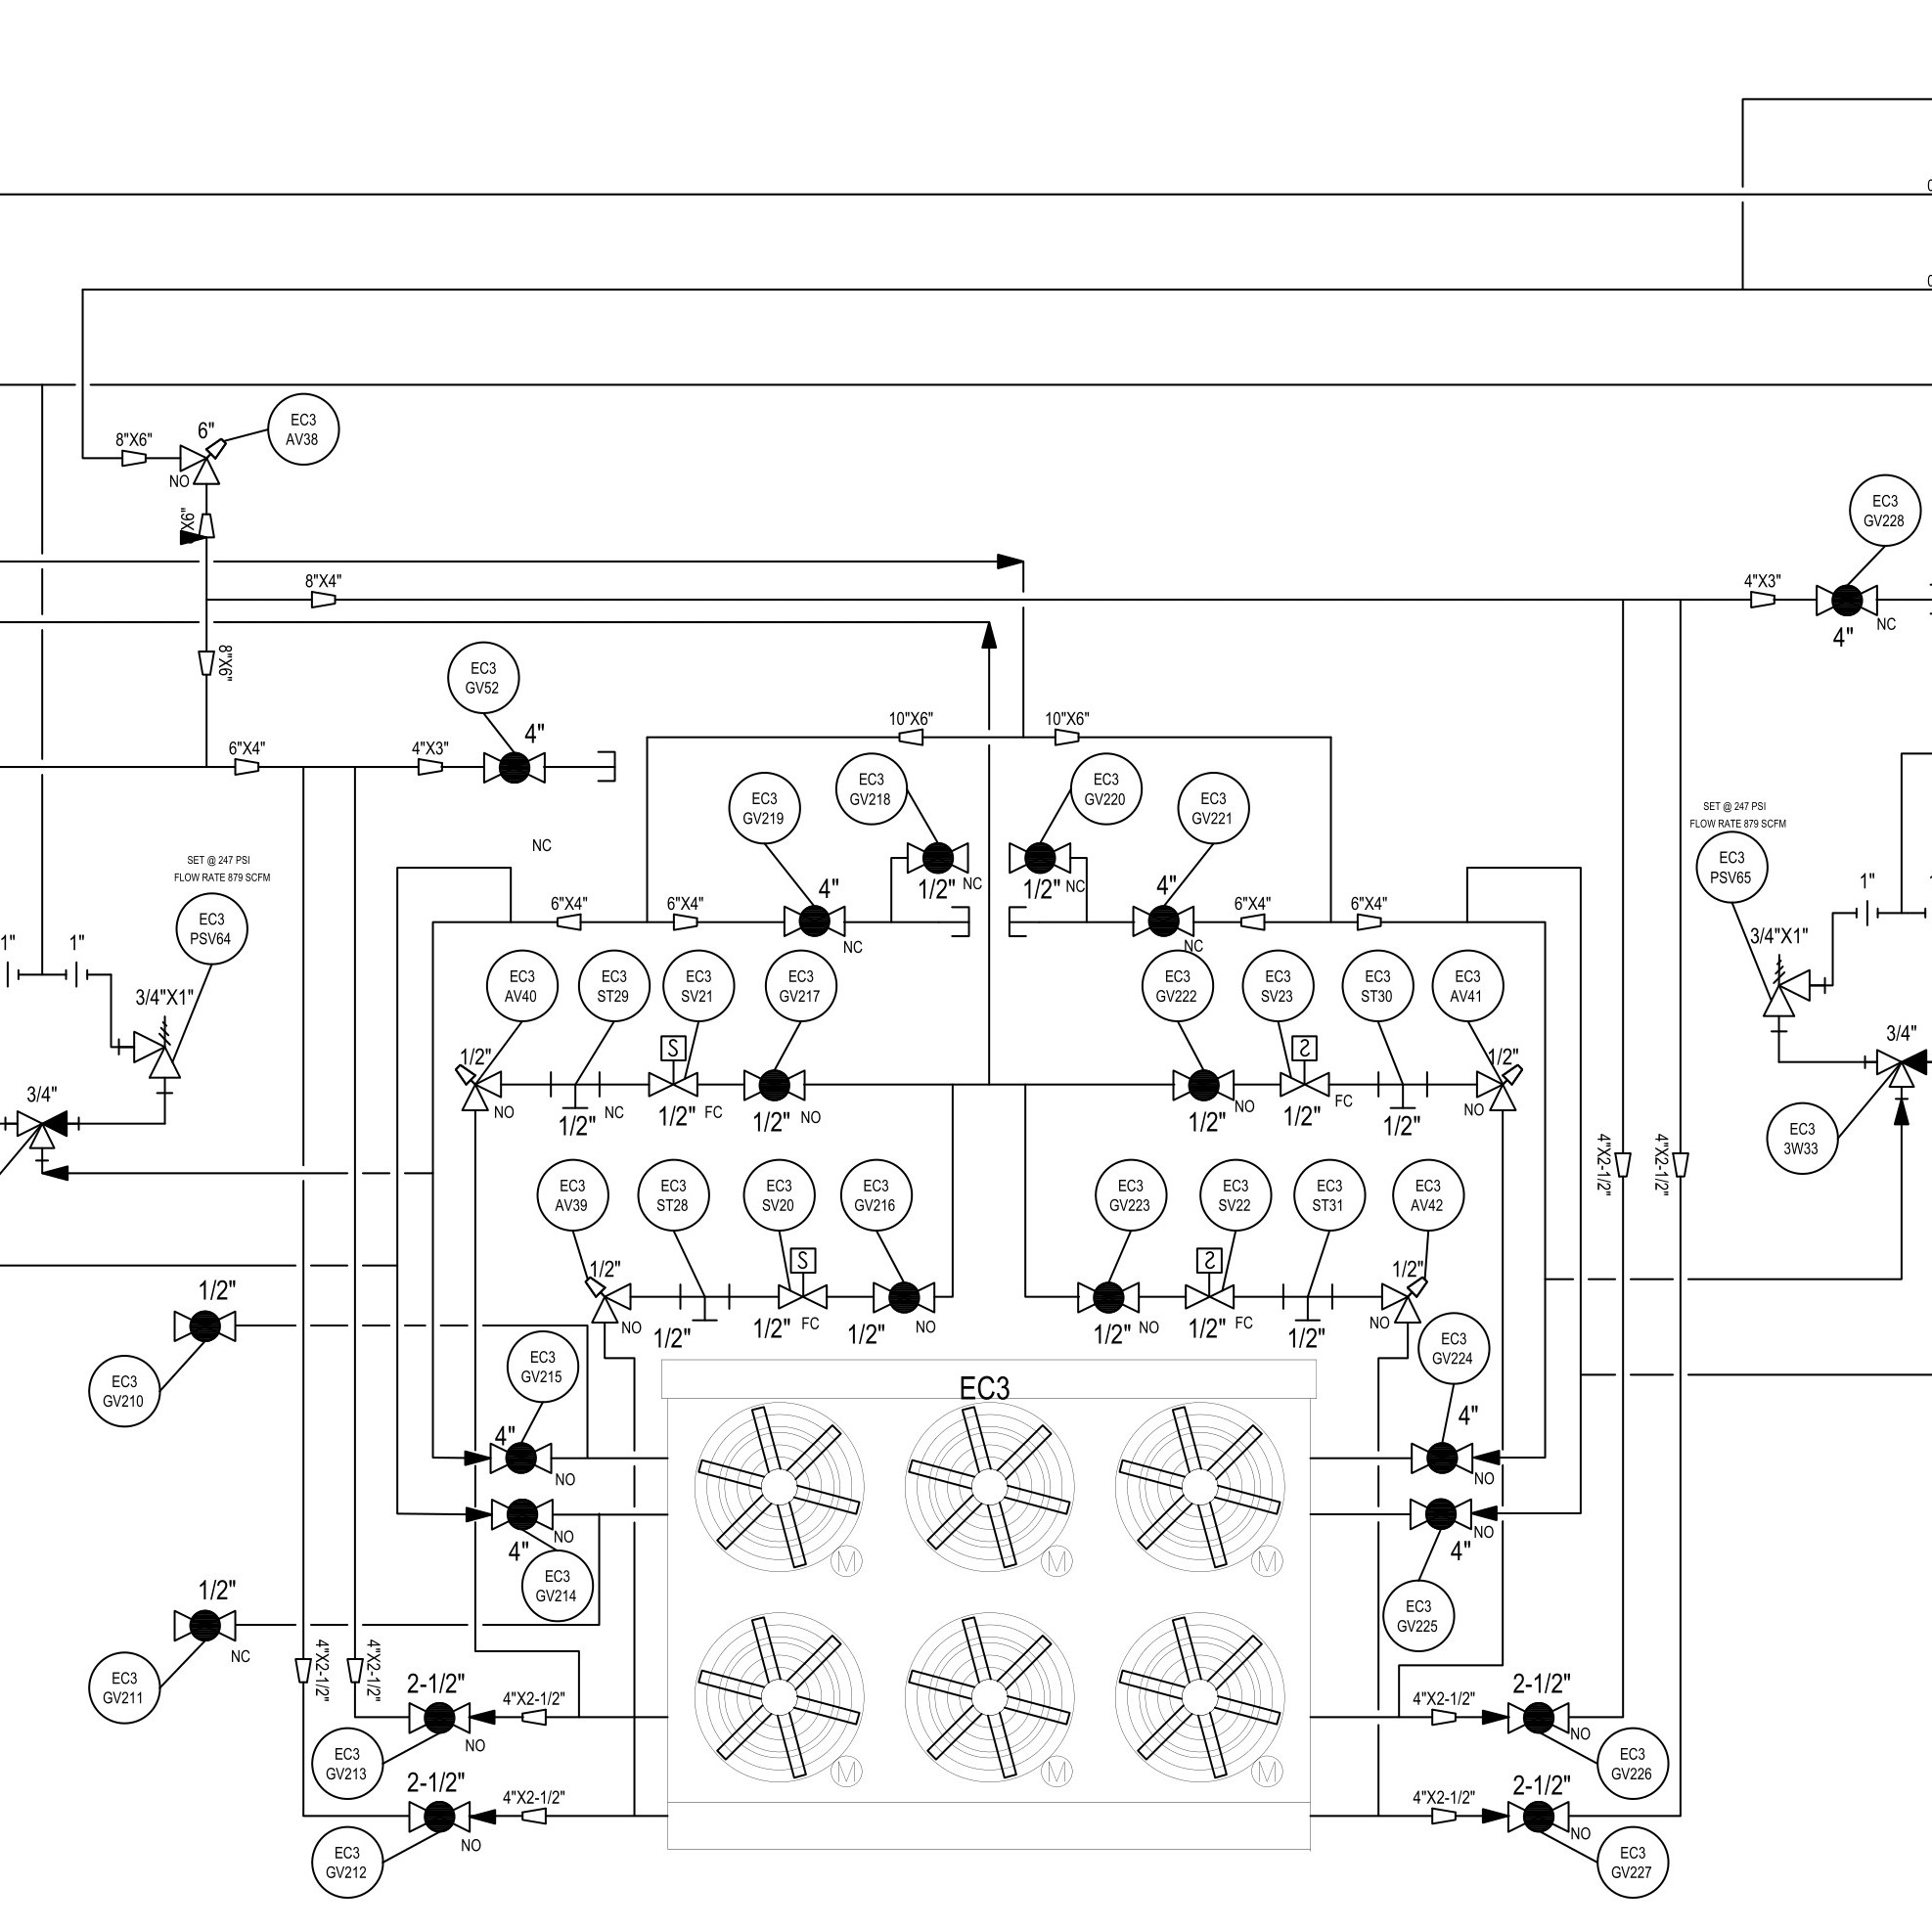 6"
EC3
AV38
8"X6"
NO
EC3
GV228
8"X4"
4"X3"
4"
NC
8"X6"
EC3
GV52
4"
6"X4"
4"X3"
10"X6"
10"X6"
EC3
GV219
EC3
GV218
EC3
GV220
EC3
GV221
NC
SET @ 247 PSI
FLOW RATE 879 SCFM
EC3
PSV64
SET @ 247 PSI
FLOW RATE 879 SCFM
EC3
PSV65
1/2"
NC
1/2"
NC
6"X4"
6"X4"
4"
NC
4"
NC
6"X4"
6"X4"
1"
1"
3/4"X1"
1"
3/4"X1"
EC3
AV40
EC3
ST29
EC3
SV21
EC3
GV217
EC3
GV222
EC3
SV23
EC3
ST30
EC3
AV41
S
S
1/2"
NO
1/2"
NC
1/2"
FC
1/2"
NO
1/2"
NO
1/2"
FC
1/2"
1/2"
NO
3/4"
3/4"
EC3
3W33
4"X2-1/2"
4"X2-1/2"
EC3
AV39
EC3
ST28
EC3
SV20
EC3
GV216
EC3
GV223
EC3
SV22
EC3
ST31
EC3
AV42
S
S
1/2"
NO
1/2"
1/2"
FC
1/2"
NO
1/2"
NO
1/2"
FC
1/2"
1/2"
NO
1/2"
EC3
GV210
EC3
GV215
EC3
GV224
EC3
4"
NO
4"
NO
NO
4"
EC3
GV214
NO
4"
EC3
GV225
M
M
M
1/2"
NC
EC3
GV211
4"X2-1/2"
4"X2-1/2"
2-1/2"
4"X2-1/2"
NO
EC3
GV213
4"X2-1/2"
2-1/2"
NO
EC3
GV226
M
M
M
2-1/2"
4"X2-1/2"
NO
EC3
GV212
4"X2-1/2"
2-1/2"
NO
EC3
GV227